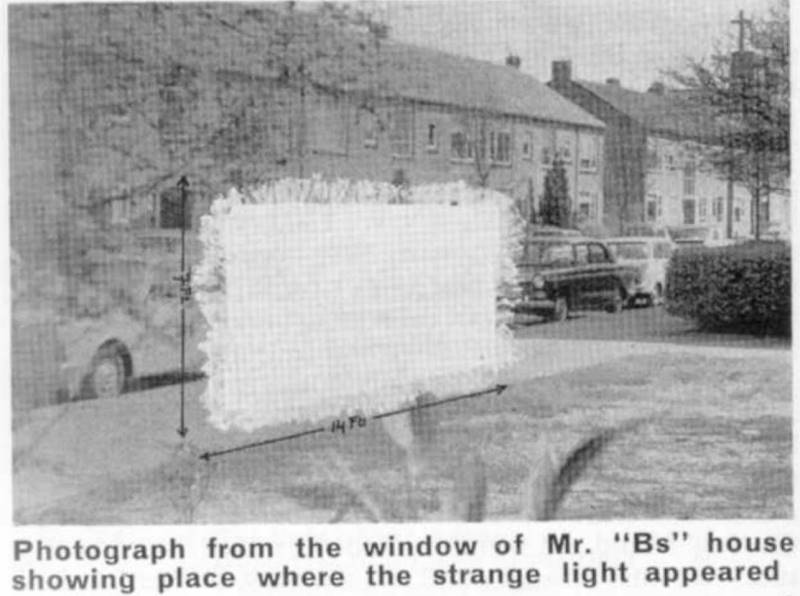 14 FT
Photograph from the window of Mr. “Bs” house
showing place where the strange light appeared